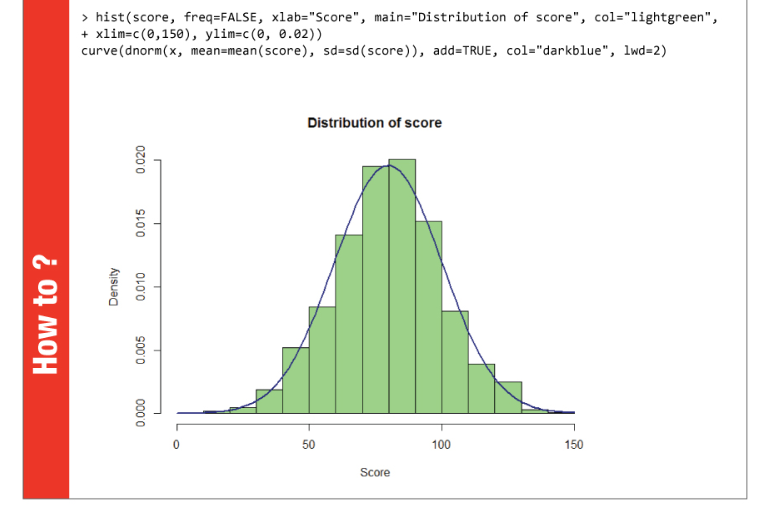 > hist(score, freq=FALSE, xlab="Score", main="Distribution of score", col="lightgreen",
+ xlim=c(0,150), ylim=c(0, 0.02))
curve(dnorm(x, mean=mean(score), sd=sd(score)), add=TRUE, col="darkblue", lwd=2)
How to ?
Distribution of score
Density
0.020
0.015
0.010
0.005
0.000
0 50 100 150
Score